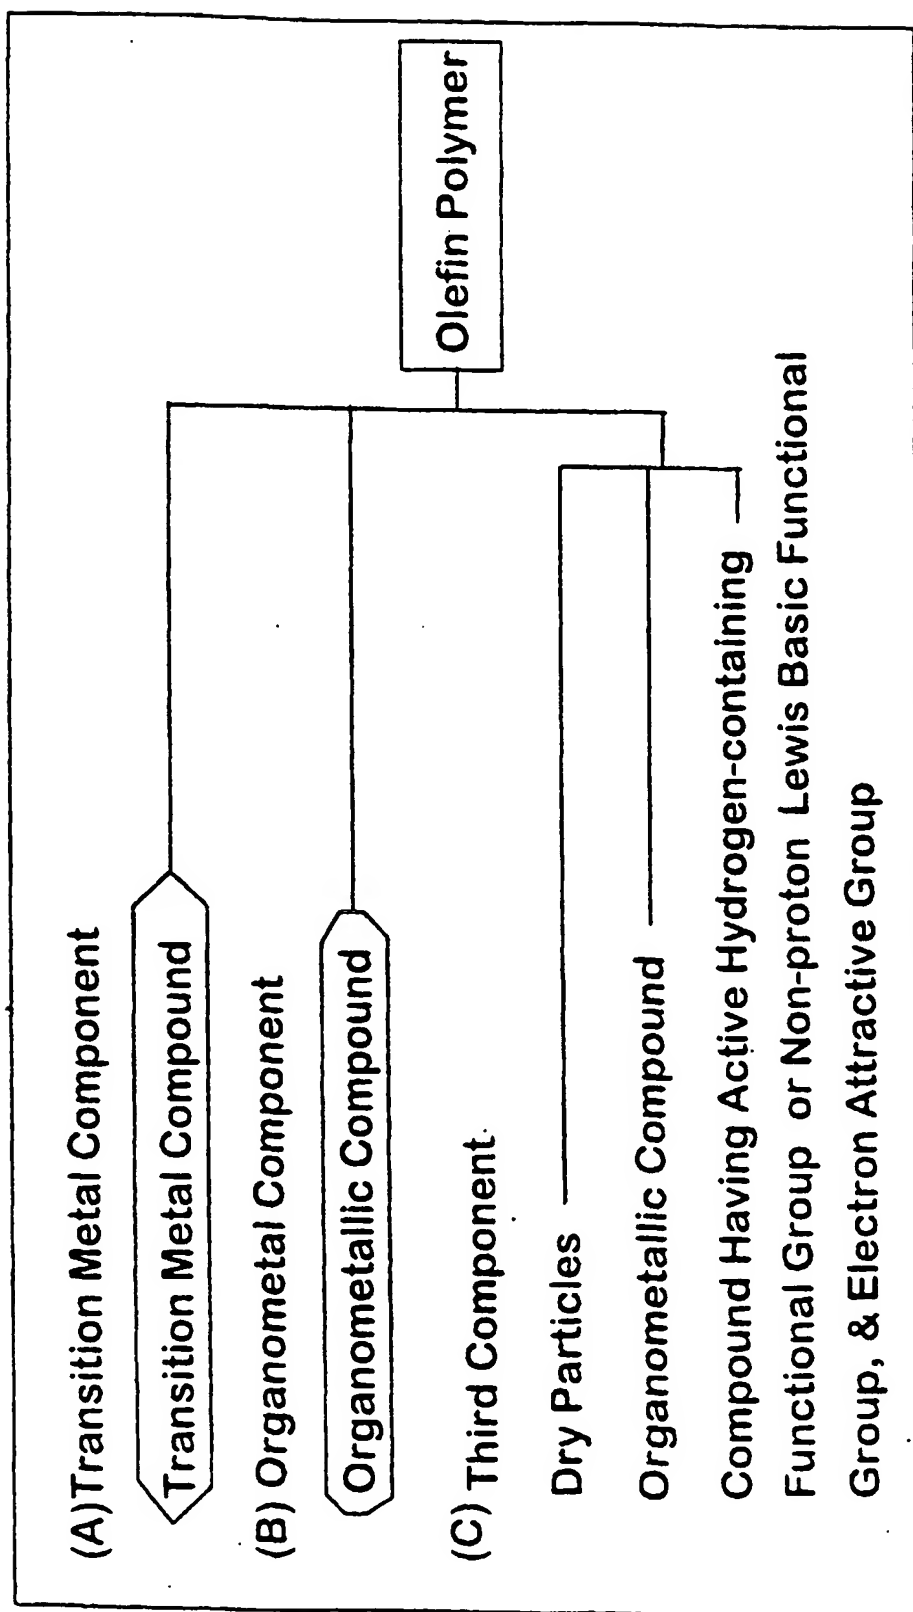 (A)Transition Metal Component
Transition Metal Compound
(B) Organometal Component
Organometallic Compound
(C) Third Component
Dry Particles
Organometallic Compound
Compound Having Active Hydrogen-containing
Functional Group or Non-proton Lewis Basic Functional
Group, & Electron Attractive Group
Olefin Polymer